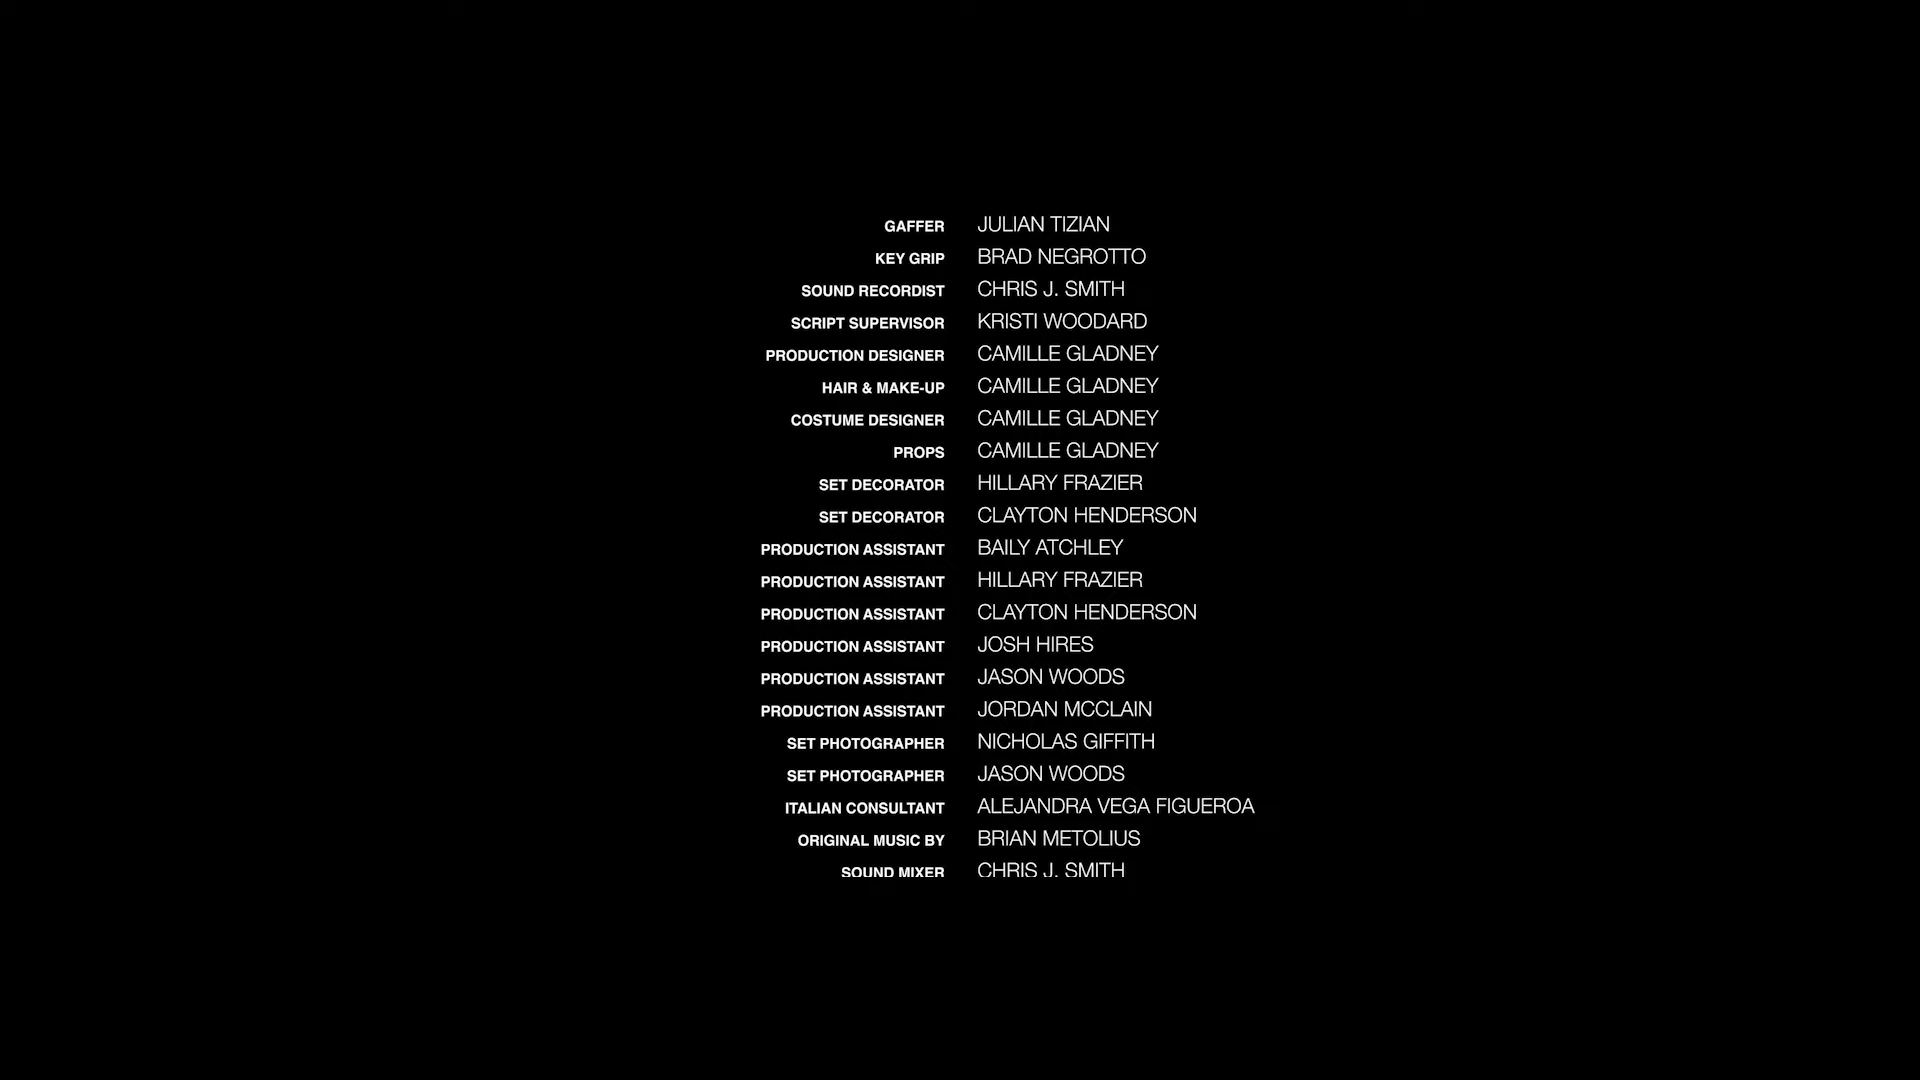 GAFFER JULIAN TIZIAN
KEY GRIP BRAD NEGROTTO
SOUND RECORDIST CHRIS J. SMITH
SCRIPT SUPERVISOR KRISTI WOODARD
PRODUCTION DESIGNER CAMILLE GLADNEY
HAIR & MAKE-UP CAMILLE GLADNEY
COSTUME DESIGNER CAMILLE GLADNEY
PROPS CAMILLE GLADNEY
SET DECORATOR HILLARY FRAZIER
SET DECORATOR CLAYTON HENDERSON
PRODUCTION ASSISTANT BAILY ATCHLEY
PRODUCTION ASSISTANT HILLARY FRAZIER
PRODUCTION ASSISTANT CLAYTON HENDERSON
PRODUCTION ASSISTANT JOSH HIRES
PRODUCTION ASSISTANT JASON WOODS
PRODUCTION ASSISTANT JORDAN MCCLAIN
SET PHOTOGRAPHER NICHOLAS GIFFITH
SET PHOTOGRAPHER JASON WOODS
ITALIAN CONSULTANT ALEJANDRA VEGA FIGUEROA
ORIGINAL MUSIC BY BRIAN METOLIUS
SOUND MIXER CHRIS J. SMITH